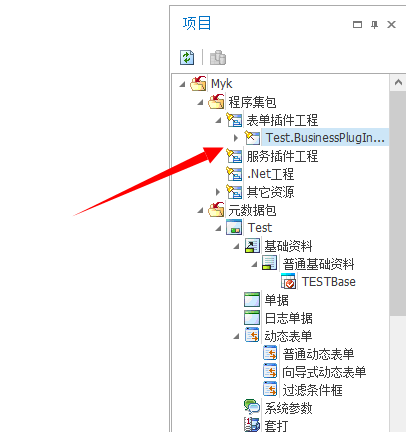 项目
Myk
程序集包
表单插件工程
Test.BusinessPlugIn...
服务插件工程
.Net工程
其它资源
元数据包
Test
基础资料
普通基础资料
TESTBase
单据
日志单据
动态表单
普通动态表单
向导式动态表单
过滤条件框
系统参数
套打